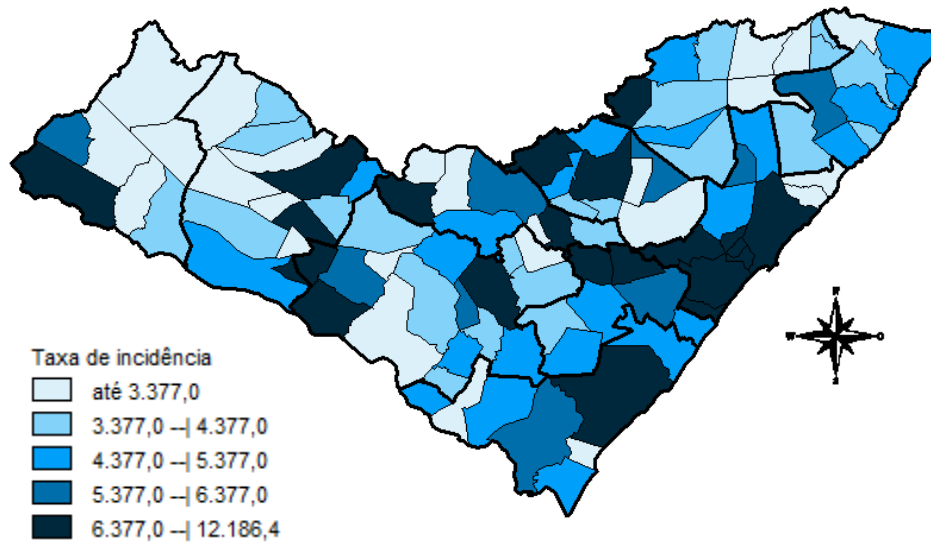 Taxa de incidência
até 3.377,0
3.377,0 --| 4.377,0
4.377,0 --| 5.377,0
5.377,0 --| 6.377,0
6.377,0 --| 12.186,4
N
W
O
S